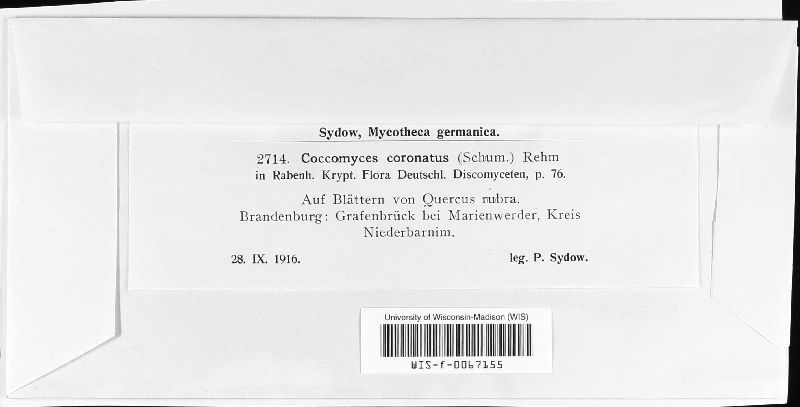 Sydow, Mycotheca germanica.
2714. Coccomyces coronatus (Schum.) Rehm
in Rabenh. Krypt. Flora Deutschl. Discomyceten, p. 76.
Auf Blättern von Quercus rubra.
Brandenburg: Grafenbrück bei Marienwerder, Kreis
Niederbarnim.
28. IX. 1916. leg. P. Sydow.
University of Wisconsin-Madison (WIS)
WIS-f-0067155